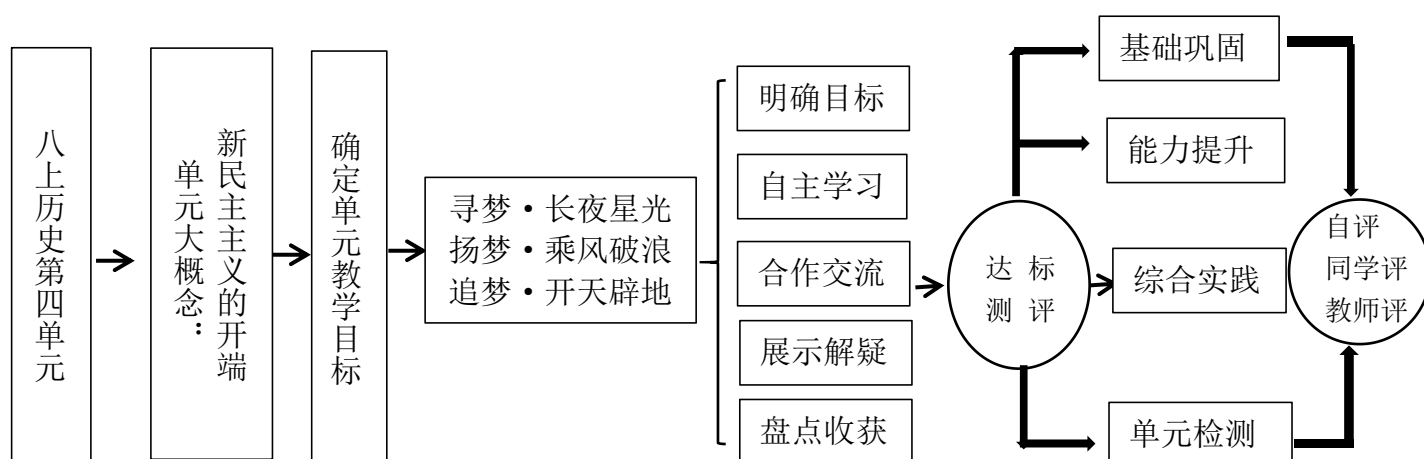 八上历史第四单元
单元大概念：
新民主主义的开端
确定单元教学目标
寻梦·长夜星光
扬梦·乘风破浪
追梦·开天辟地
明确目标
自主学习
合作交流
展示解疑
盘点收获
达 标
测 评
基础巩固
能力提升
综合实践
单元检测
自评
同学评
教师评